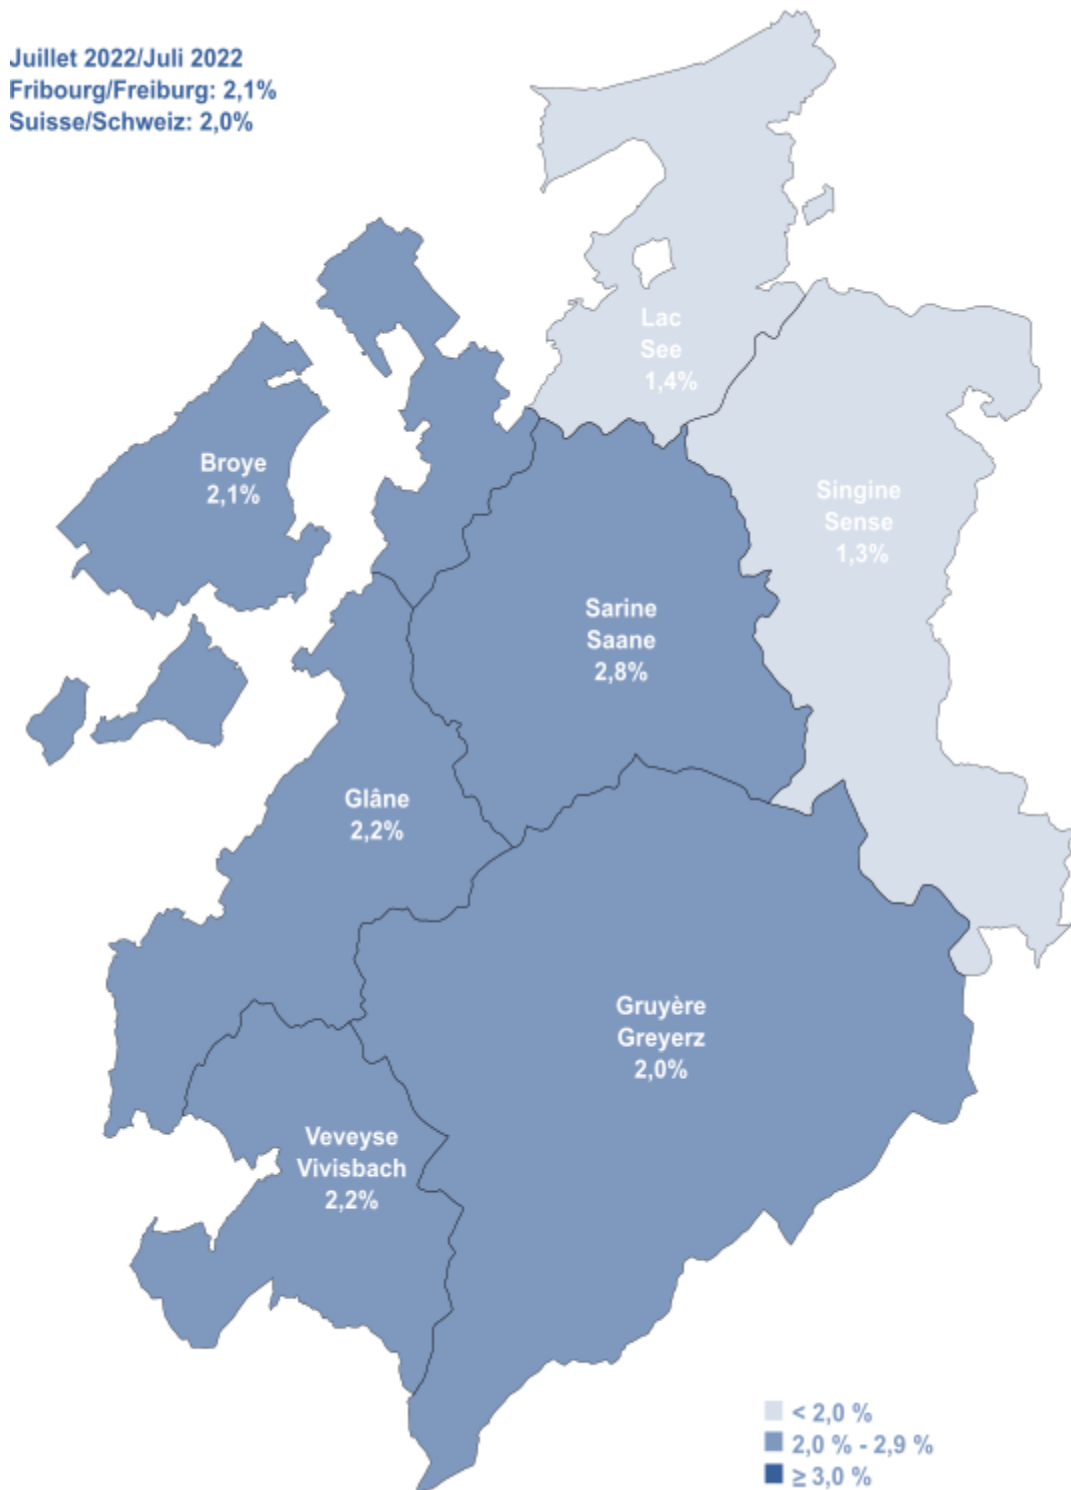 Juillet 2022/Juli 2022
Fribourg/Freiburg: 2,1%
Suisse/Schweiz: 2,0%
Lac
See
1,4%
Broye
2,1%
Singine
Sense
1,3%
Sarine
Saane
2,8%
Glâne
2,2%
Gruyère
Greyerz
2,0%
Veveyse
Vivisbach
2,2%
< 2,0 %
2,0 % - 2,9 %
≥ 3,0 %